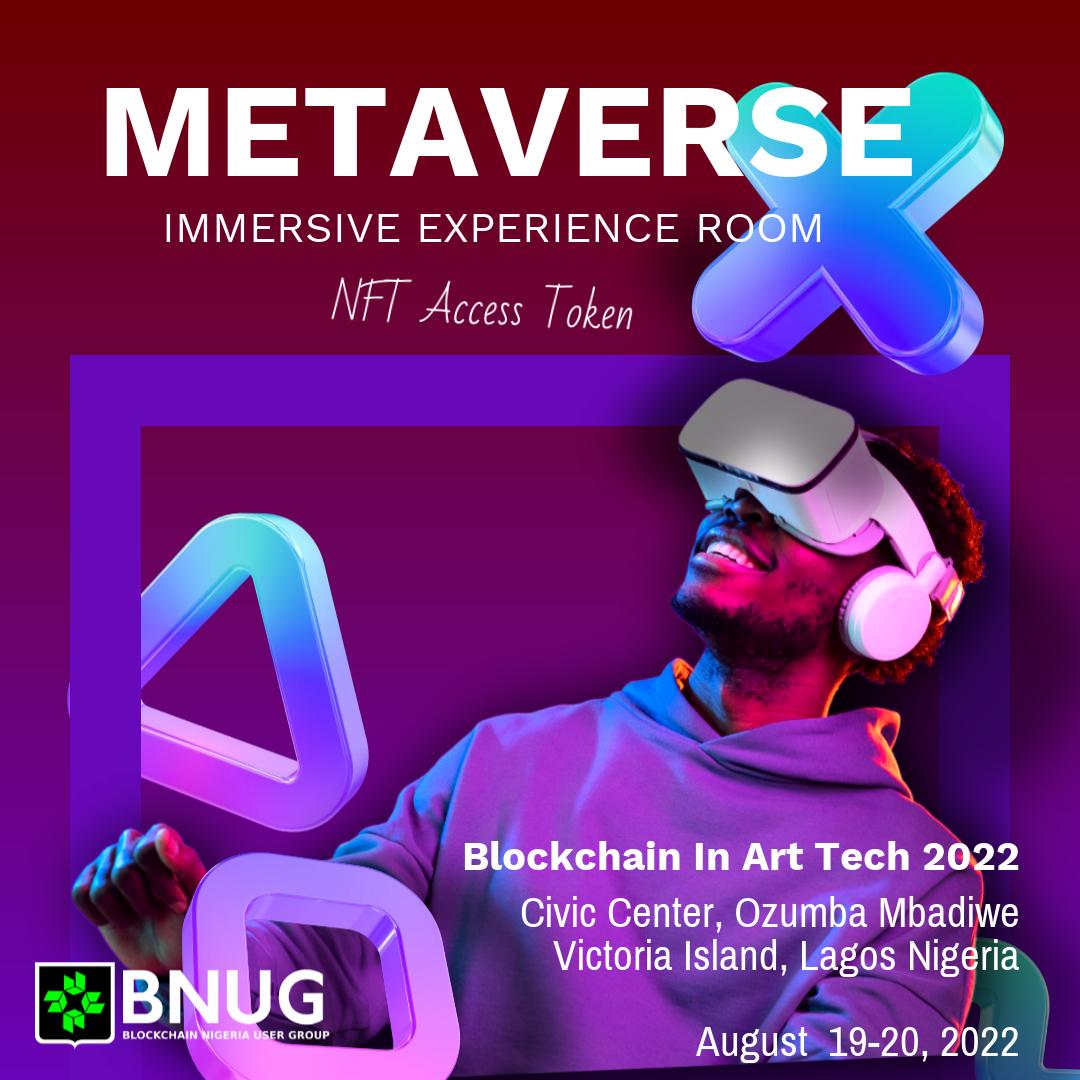 METAVERSE
IMMERSIVE EXPERIENCE ROOM
NFT Access Token
Blockchain In Art Tech 2022
Civic Center, Ozumba Mbadiwe
Victoria Island, Lagos Nigeria
August 19-20, 2022
BNUG
BLOCKCHAIN NIGERIA USER GROUP